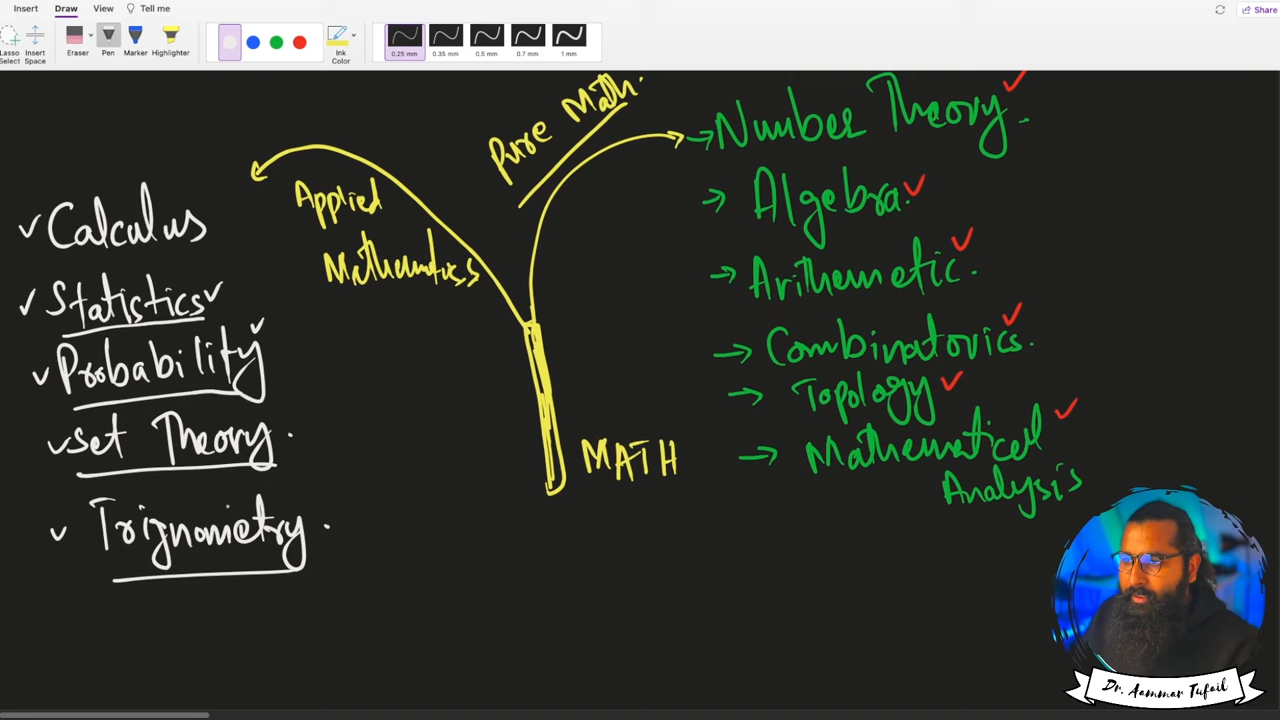 Insert Draw View Tell me
Share
Lasso Select
Insert Space
Eraser
Pen
Marker
Highlighter
Ink Color
0.25 mm
0.35 mm
0.5 mm
0.7 mm
1 mm
Pure Math.
Applied
Mathematics
MATH
Calculus
Statistics
Probability
set Theory.
Trignometry.
Number Theory.
Algebra.
Arithemetic.
Combinatorics.
Topology
Mathematical
Analysis
Dr. Aammar Tufail